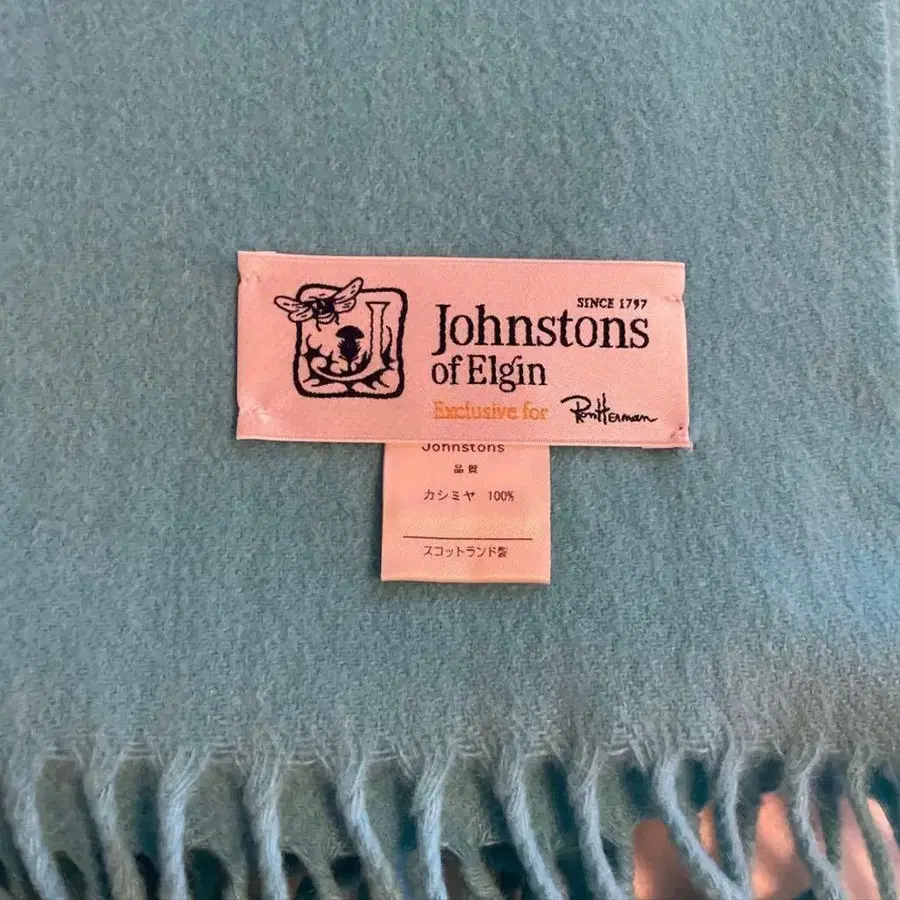 SINCE 1797
Johnstons
of Elgin
Exclusive for Ron Herman
Johnstons
品質
カシミヤ 100%
スコットランド製